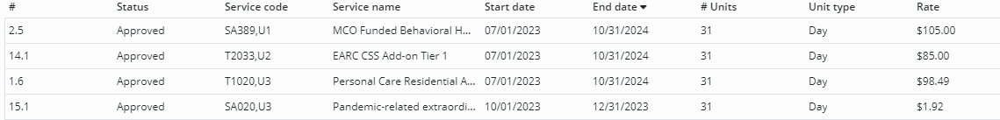 # Status Service code Service name Start date End date # Units Unit type Rate
2.5 Approved SA389,U1 MCO Funded Behavioral H... 07/01/2023 10/31/2024 31 Day $105.00
14.1 Approved T2033,U2 EARC CSS Add-on Tier 1 07/01/2023 10/31/2024 31 Day $85.00
1.6 Approved T1020,U3 Personal Care Residential A... 07/01/2023 10/31/2024 31 Day $98.49
15.1 Approved SA020,U3 Pandemic-related extraordi... 10/01/2023 12/31/2023 31 Day $1.92